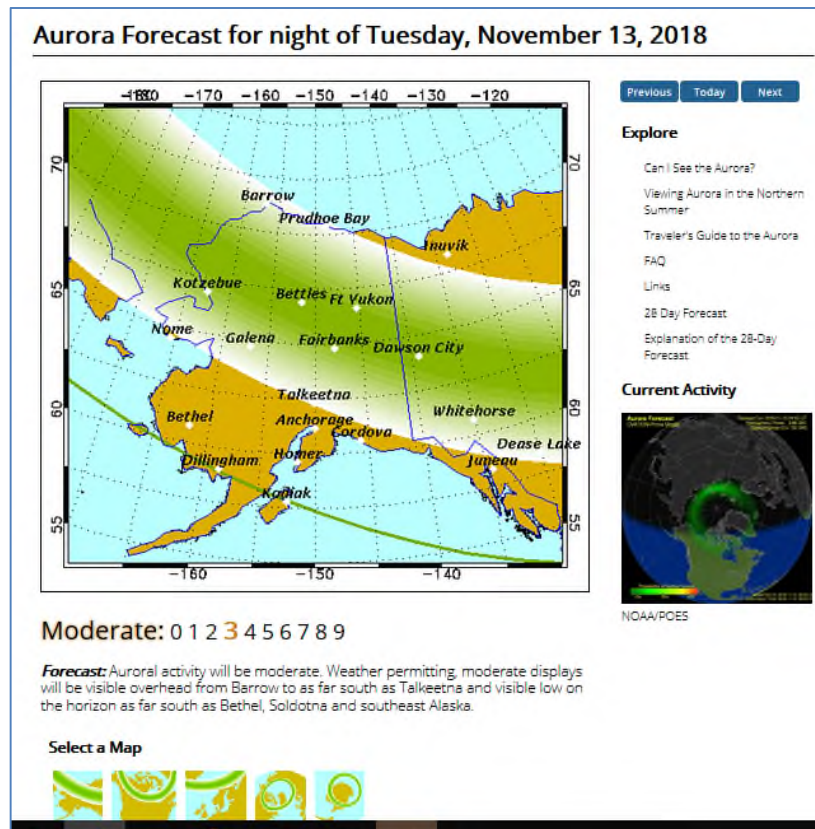 Aurora Forecast for night of Tuesday, November 13, 2018
-170 -160 -150 -140 -130 -120
70 70
Barrow
Prudhoe Bay
Inuvik
65 65
Kotzebue
Bettles Ft Yukon
Nome
Galena Fairbanks Dawson City
Talkeetna
60 60
Bethel Anchorage Whitehorse
Cordova
Dease Lake
Dillingham Homer Juneau
Kodiak
55 55
-160 -150 -140
Previous Today Next
Explore
Can I See the Aurora?
Viewing Aurora in the Northern
Summer
Traveler's Guide to the Aurora
FAQ
Links
28 Day Forecast
Explanation of the 28-Day
Forecast
Current Activity
Aurora Forecast
NOAA/POES
Moderate: 0 1 2 3 4 5 6 7 8 9
Forecast: Auroral activity will be moderate. Weather permitting, moderate displays
will be visible overhead from Barrow to as far south as Talkeetna and visible low on
the horizon as far south as Bethel, Soldotna and southeast Alaska.
Select a Map